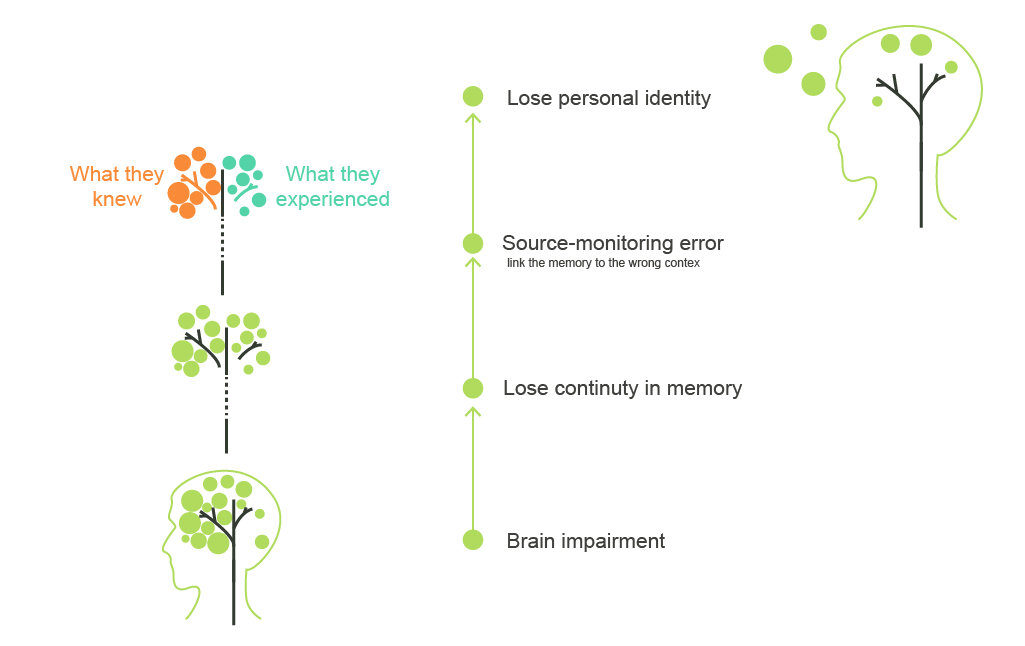 Lose personal identity
What they
knew
What they
experienced
Source-monitoring error
link the memory to the wrong contex
Lose continuty in memory
Brain impairment